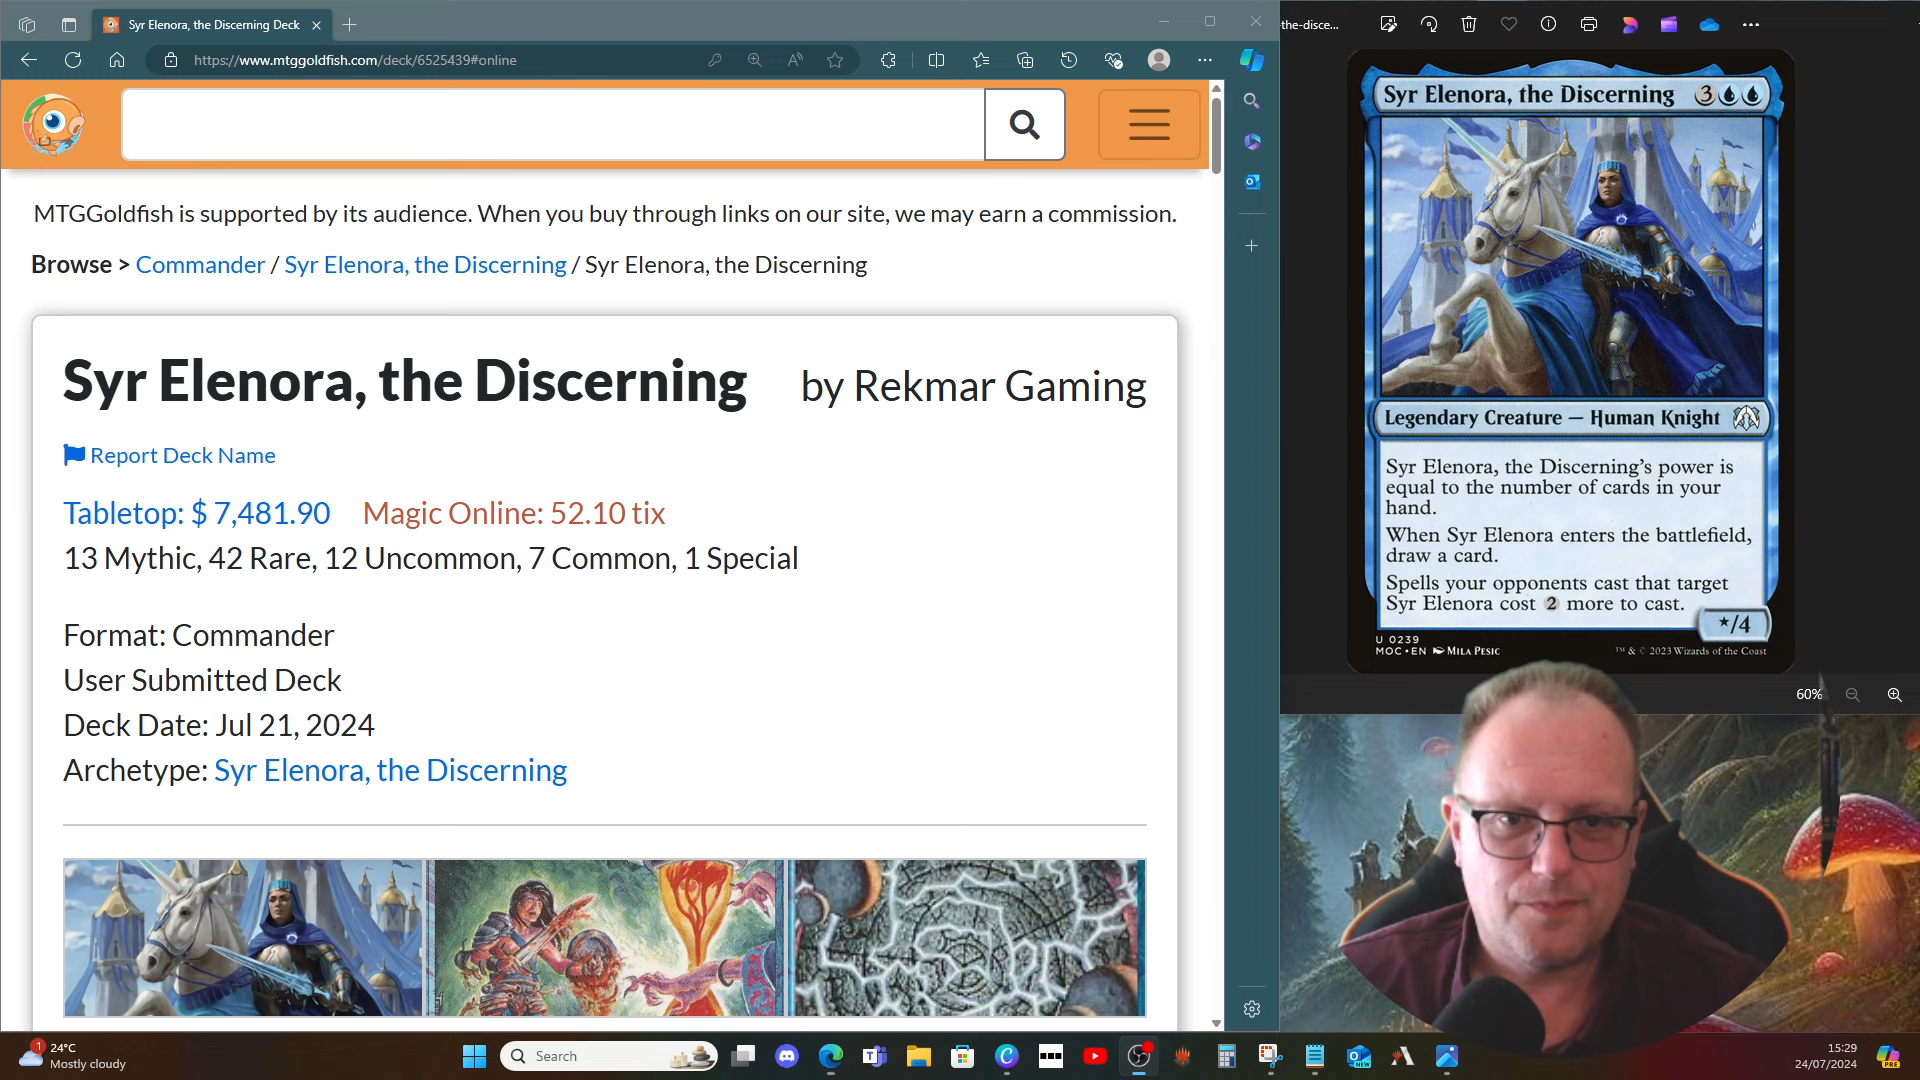 Syr Elenora, the Discerning Deck
the-disce...
https://www.mtggoldfish.com/deck/6525439#online
MTGGoldfish is supported by its audience. When you buy through links on our site, we may earn a commission.
Browse > Commander / Syr Elenora, the Discerning / Syr Elenora, the Discerning
Syr Elenora, the Discerning by Rekmar Gaming
Report Deck Name
Tabletop: $ 7,481.90 Magic Online: 52.10 tix
13 Mythic, 42 Rare, 12 Uncommon, 7 Common, 1 Special
Format: Commander
User Submitted Deck
Deck Date: Jul 21, 2024
Archetype: Syr Elenora, the Discerning
Syr Elenora, the Discerning 3
Legendary Creature — Human Knight
Syr Elenora, the Discerning's power is
equal to the number of cards in your
hand.
When Syr Elenora enters the battlefield,
draw a card.
Spells your opponents cast that target
Syr Elenora cost 2 more to cast.
*/4
U 0239
MOC • EN MILA PESIC
™ & © 2023 Wizards of the Coast
60%
1
24°C
Mostly cloudy
Search
NEW
PRE
15:29
24/07/2024